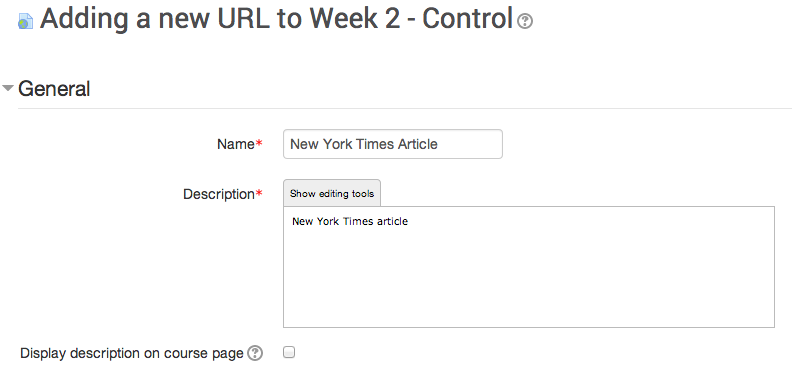 Adding a new URL to Week 2 - Control
General
Name* New York Times Article
Description* Show editing tools
New York Times article
Display description on course page